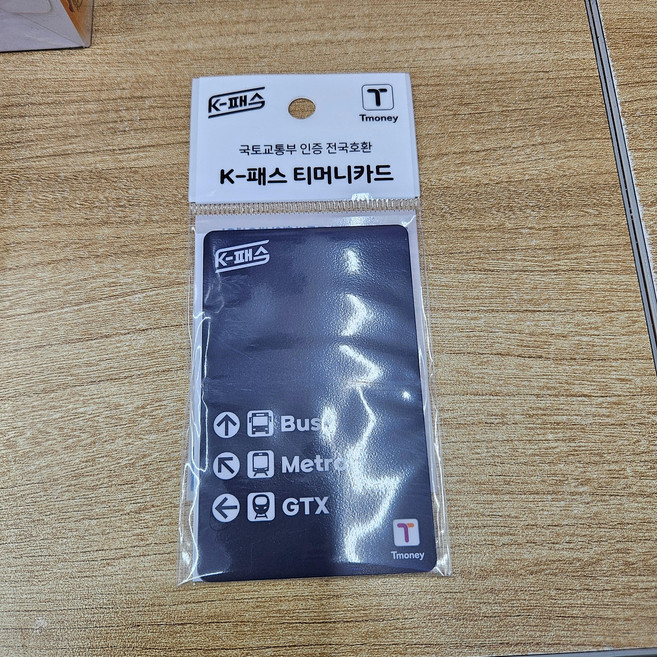 K-패스
Tmoney
국토교통부 인증 전국호환
K-패스 티머니카드
K-패스
Bus
Metro
GTX
Tmoney